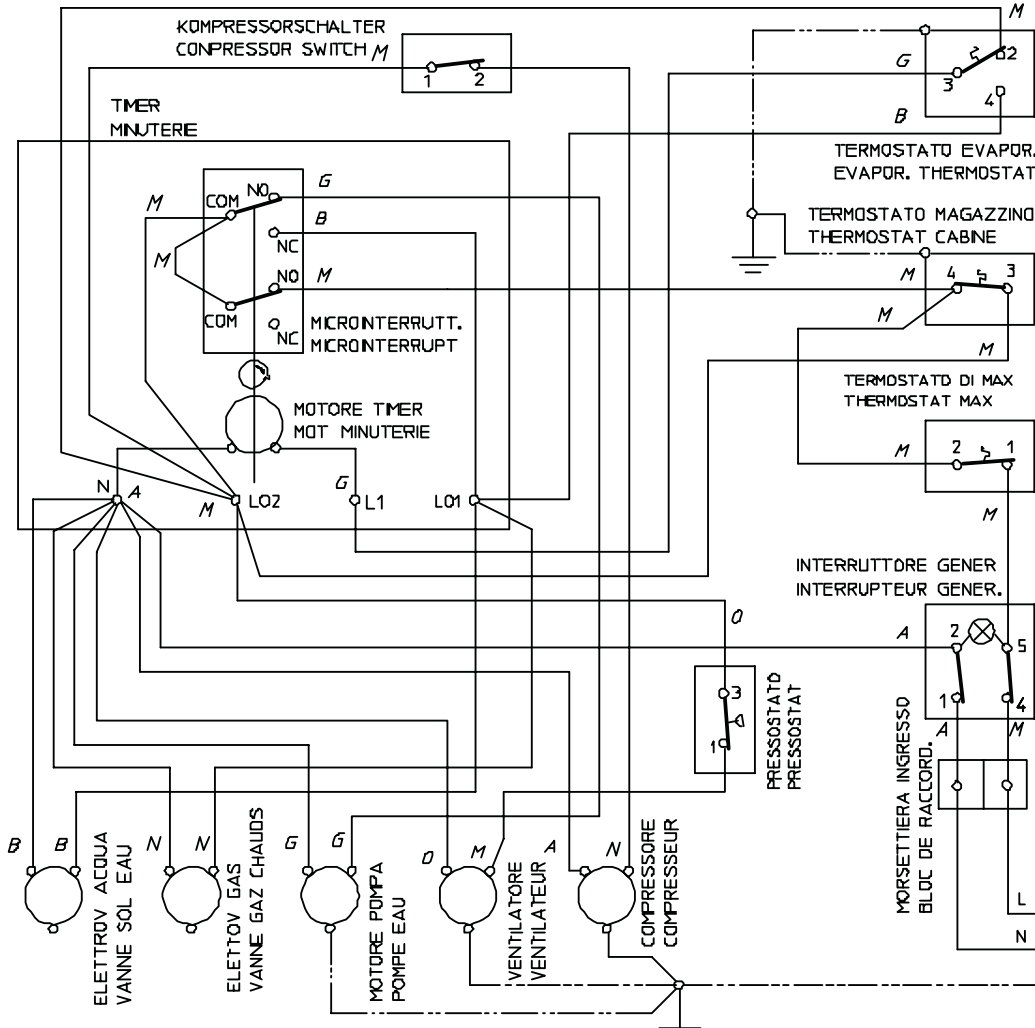 KOMPRESSORSCHALTER
CONPRESSOR SWITCH
M
1 2
M
2
G
3
4
B
TIMER
MINUTERIE
TERMOSTATO EVAPOR.
EVAPOR. THERMOSTAT
NO
G
COM
M
B
NC
M
NO
M
COM
NC
MICROINTERRUTT.
MICROINTERRUPT
TERMOSTATO MAGAZZINO
THERMOSTAT CABINE
M
4 3
M
M
MOTORE TIMER
MOT MINUTERIE
TERMOSTATO DI MAX
THERMOSTAT MAX
M
2 1
M
N A
M
LO2
G
L1
LO1
INTERRUTTORE GENER
INTERRUPTEUR GENER.
O
A
2 5
1 4
A M
3
1
PRESSOSTATO
PRESSOSTAT
MORSETTIERA INGRESSO
BLOC DE RACCORD.
L
N
B B
N N
G G
O M
A N
ELETTROV ACQUA
VANNE SOL EAU
ELETTOV GAS
VANNE GAZ CHAUDS
MOTORE POMPA
POMPE EAU
VENTILATORE
VENTILATEUR
COMPRESSORE
COMPRESSEUR